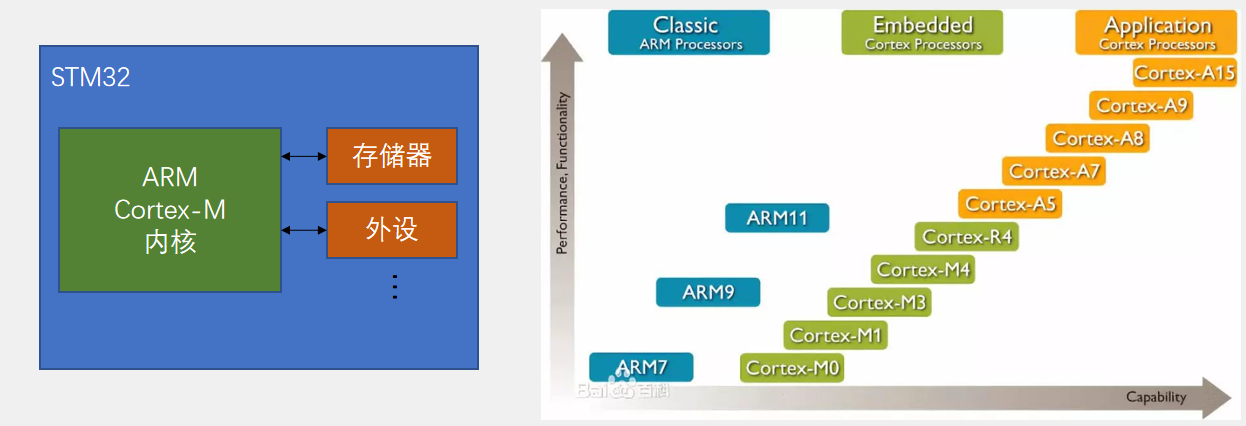 STM32
ARM
Cortex-M
内核
存储器
外设
Classic
ARM Processors
Embedded
Cortex Processors
Application
Cortex Processors
Performance, Functionality
Cortex-A15
Cortex-A9
Cortex-A8
Cortex-A7
Cortex-A5
ARM11
Cortex-R4
Cortex-M4
ARM9
Cortex-M3
Cortex-M1
ARM7
Cortex-M0
Bai百科
Capability